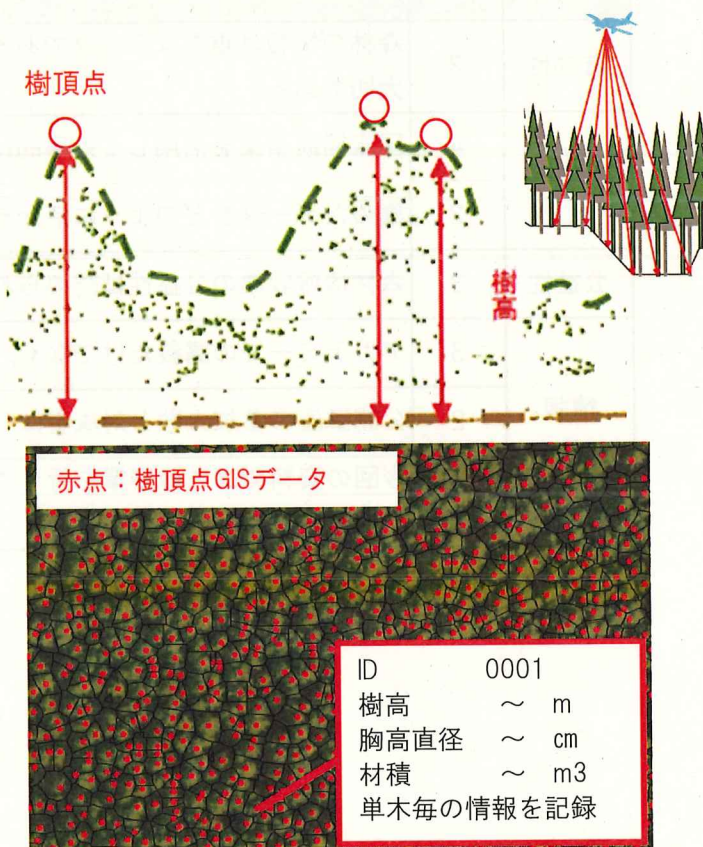 樹頂点
樹高
赤点：樹頂点GISデータ
ID 0001
樹高 ～ m
胸高直径 ～ cm
材積 ～ m3
単木毎の情報を記録